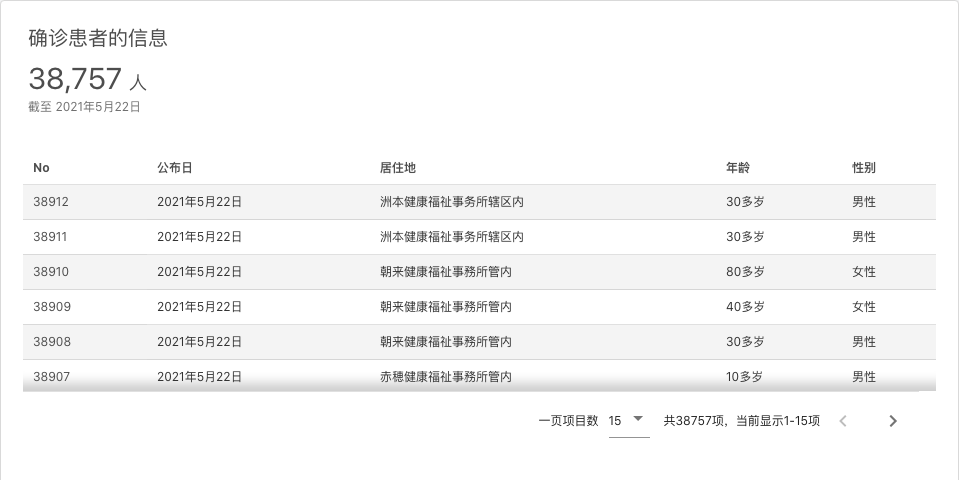 确诊患者的信息
38,757 人
截至 2021年5月22日
No 公布日 居住地 年龄 性别
38912 2021年5月22日 洲本健康福祉事务所辖区内 30多岁 男性
38911 2021年5月22日 洲本健康福祉事务所辖区内 30多岁 男性
38910 2021年5月22日 朝来健康福祉事務所管内 80多岁 女性
38909 2021年5月22日 朝来健康福祉事務所管内 40多岁 女性
38908 2021年5月22日 朝来健康福祉事務所管内 30多岁 男性
38907 2021年5月22日 赤穂健康福祉事務所管内 10多岁 男性
一页项目数 15 共38757项，当前显示1-15项